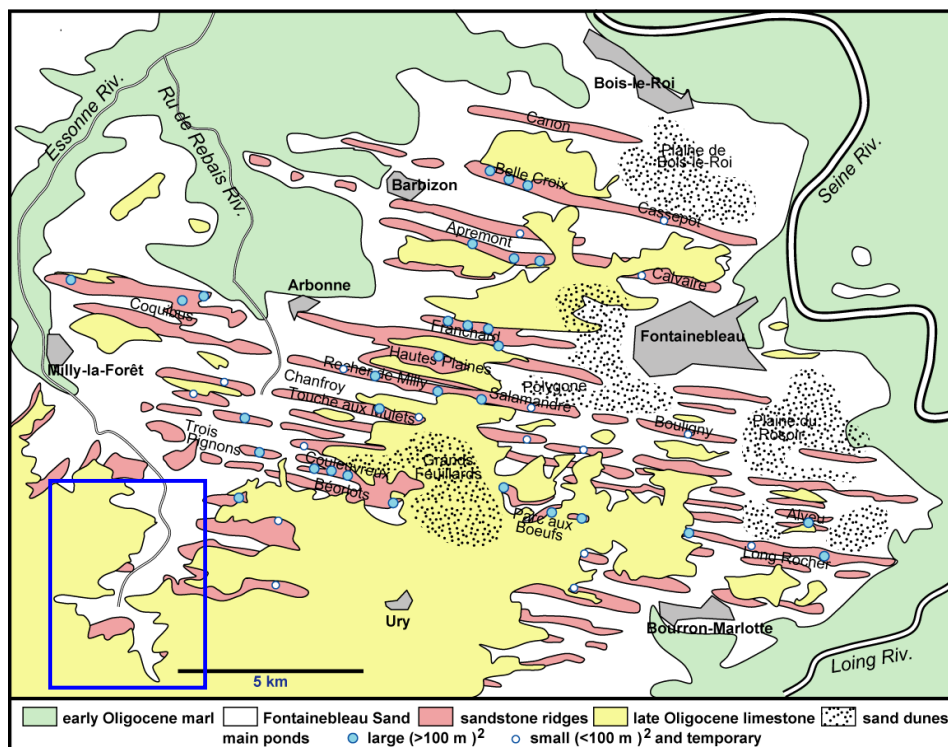 Essonne Riv.
Ru de Rebais Riv.
Bois-le-Roi
Canon
Plaine de
Bois-le-Roi
Seine Riv.
Barbizon
Belle Croix
Cassepot
Apremont
Calvaire
Arbonne
Coquibus
Franchard
Fontainebleau
Hautes Plaines
Milly-la-Forêt
Rocher de Milly
Chanfroy
Salamandre
Polygone
Touche aux Mulets
Bouligny
Plaine du
Rosoir
Trois
Pignons
Couleuvreux
Grands
Feuillards
Béorlots
Parc aux
Boeufs
Alveu
Long Rocher
Ury
Bourron-Marlotte
Loing Riv.
5 km
early Oligocene marl
Fontainebleau Sand
sandstone ridges
late Oligocene limestone
sand dunes
main ponds
large (>100 m )2
small (<100 m )2 and temporary